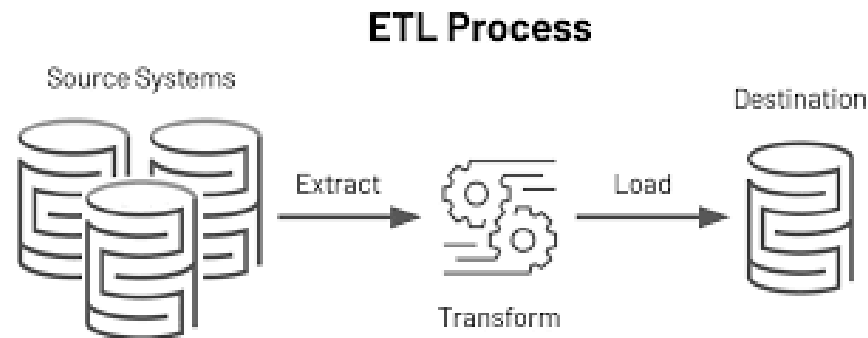 ETL Process
Source Systems
Destination
Extract
Load
Transform